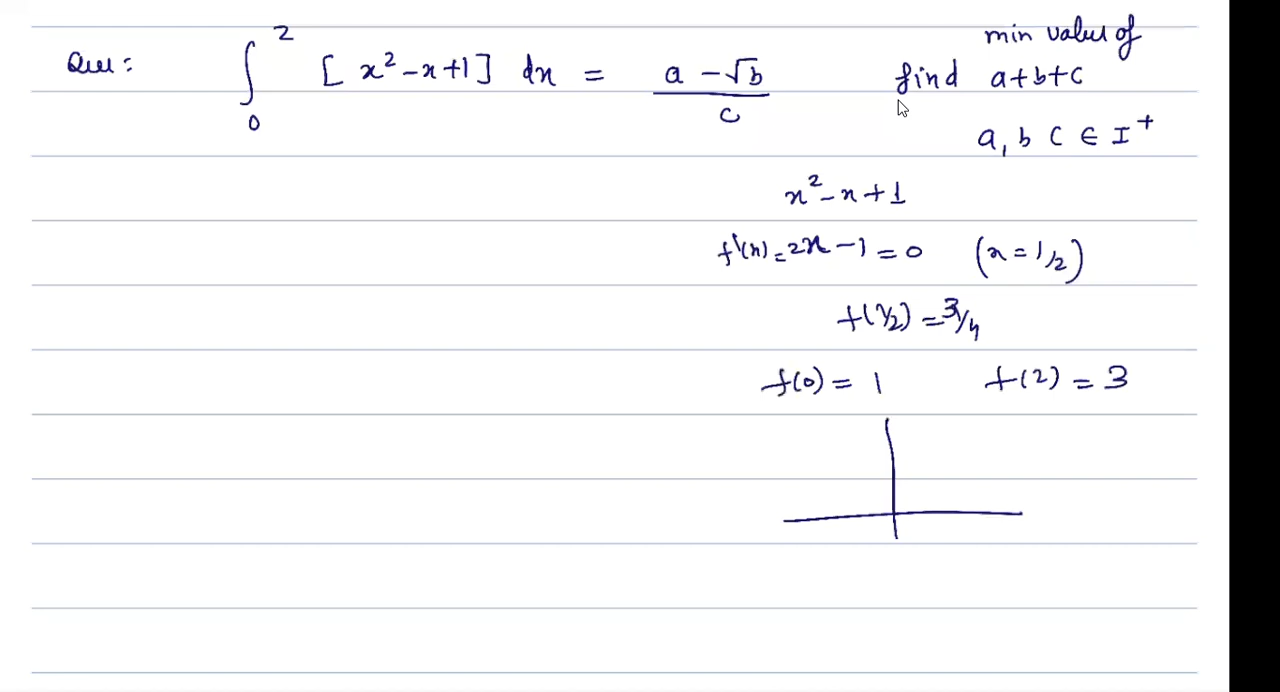 Que :
∫₀² [ x² - x + 1 ] dx = (a - √b)/c
min value of
find a + b + c
a, b c ∈ I⁺
x² - x + 1
f'(x) = 2x - 1 = 0 (x = 1/2)
f(1/2) = 3/4
f(0) = 1 f(2) = 3